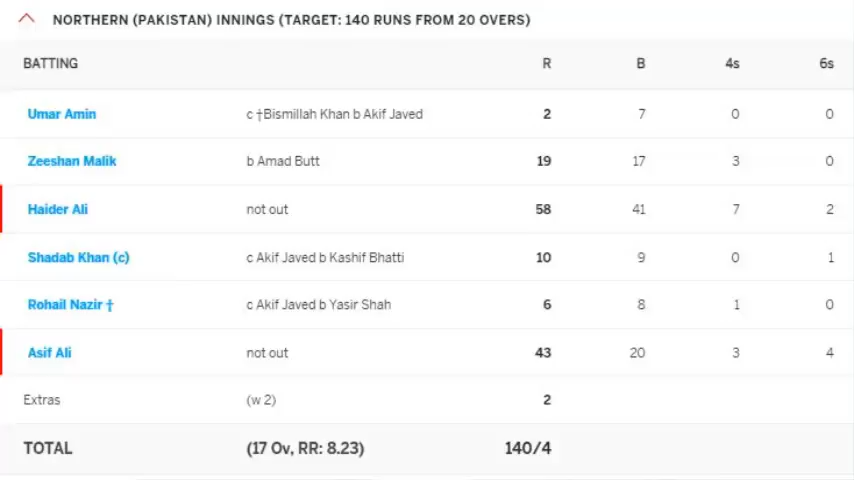 NORTHERN (PAKISTAN) INNINGS (TARGET: 140 RUNS FROM 20 OVERS)
BATTING R B 4s 6s
Umar Amin c †Bismillah Khan b Akif Javed 2 7 0 0
Zeeshan Malik b Amad Butt 19 17 3 0
Haider Ali not out 58 41 7 2
Shadab Khan (c) c Akif Javed b Kashif Bhatti 10 9 0 1
Rohail Nazir † c Akif Javed b Yasir Shah 6 8 1 0
Asif Ali not out 43 20 3 4
Extras (w 2) 2
TOTAL (17 Ov, RR: 8.23) 140/4